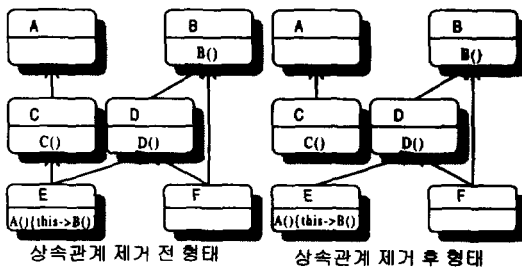 A
B
B()
C
C()
D
D()
E
A(){this->B()
F
상속관계 제거 전 형태
A
B
B()
C
C()
D
D()
E
A(){this->B()
F
상속관계 제거 후 형태